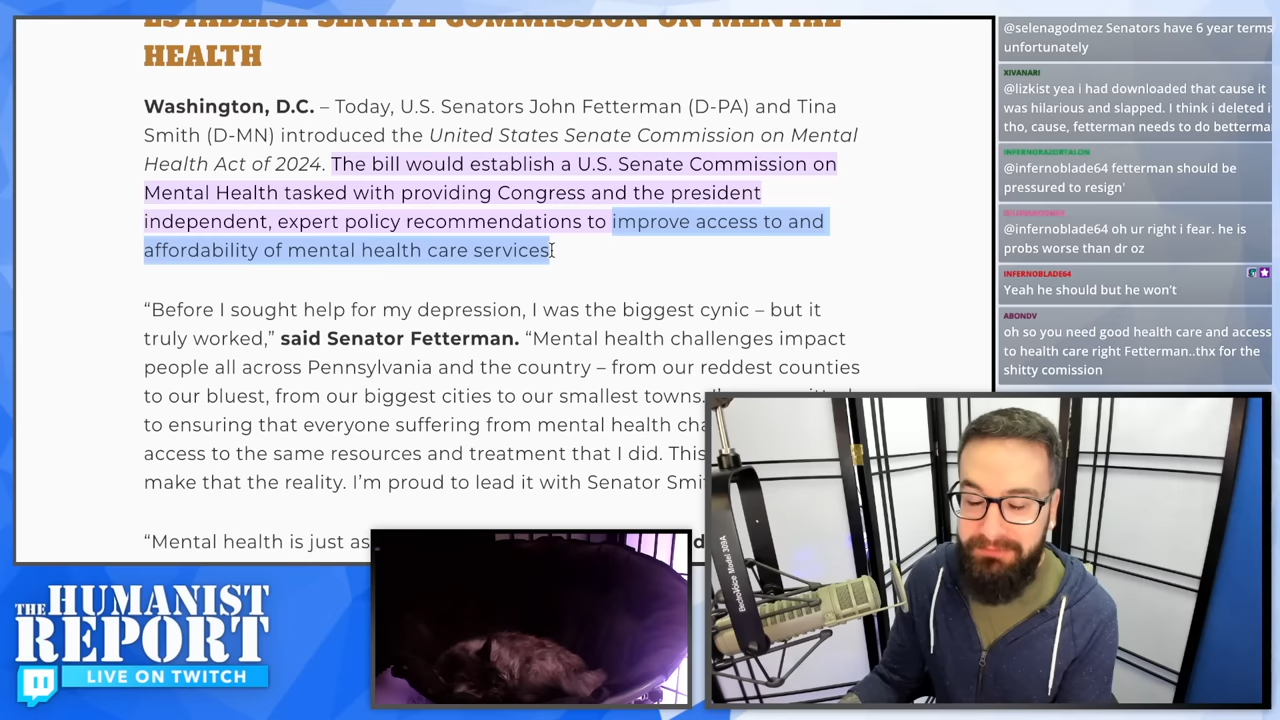 ESTABLISH SENATE COMMISSION ON MENTAL
HEALTH
Washington, D.C. – Today, U.S. Senators John Fetterman (D-PA) and Tina
Smith (D-MN) introduced the United States Senate Commission on Mental
Health Act of 2024. The bill would establish a U.S. Senate Commission on
Mental Health tasked with providing Congress and the president
independent, expert policy recommendations to improve access to and
affordability of mental health care services
“Before I sought help for my depression, I was the biggest cynic – but it
truly worked,” said Senator Fetterman. “Mental health challenges impact
people all across Pennsylvania and the country – from our reddest counties
to our bluest, from our biggest cities to our smallest towns.
to ensuring that everyone suffering from mental health cha
access to the same resources and treatment that I did. This
make that the reality. I’m proud to lead it with Senator Smi
“Mental health is just as
@selenagodmez Senators have 6 year terms
unfortunately
XIVANARI
@lizkist yea i had downloaded that cause it
was hilarious and slapped. I think i deleted i
tho, cause, fetterman needs to do betterma
@infernoblade64 fetterman should be
pressured to resign'
@infernoblade64 oh ur right i fear. he is
probs worse than dr oz
INFERNOBLADE64
Yeah he should but he won’t
ABONDV
oh so you need good health care and access
to health care right Fetterman..thx for the
shitty comission
ElectroVoice Model 309A
THE HUMANIST
REPORT
LIVE ON TWITCH